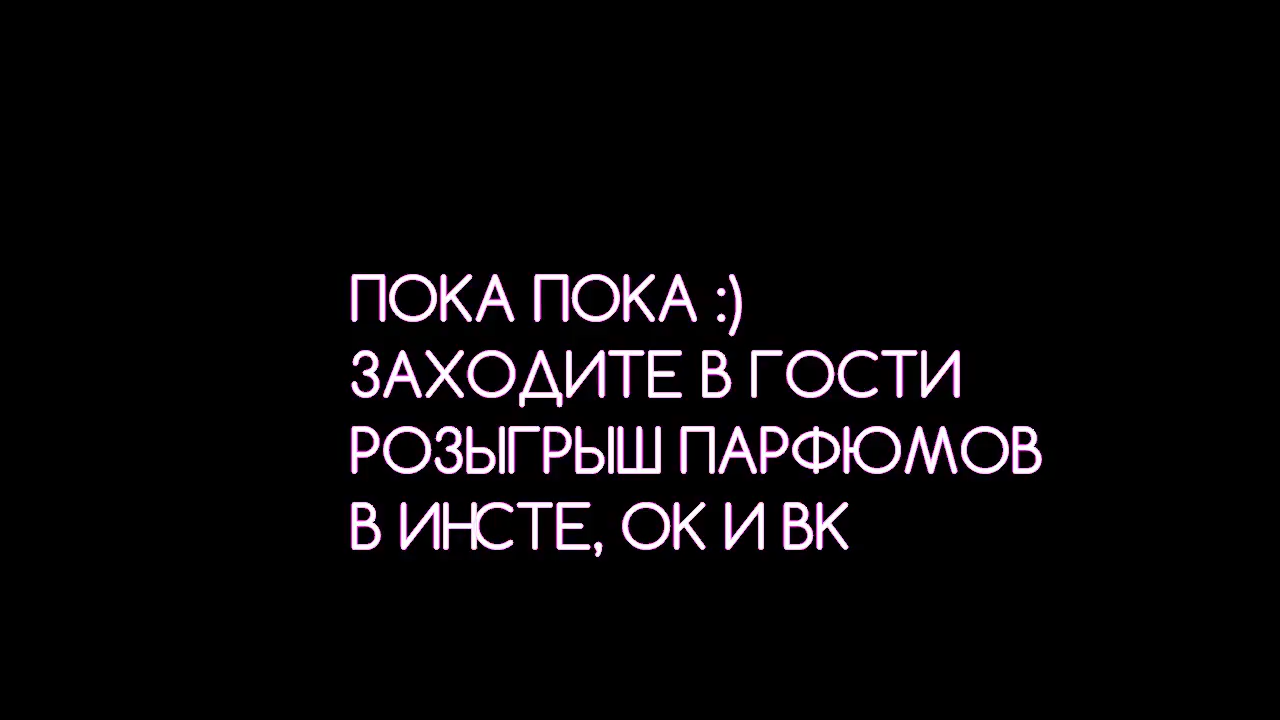 ПОКА ПОКА :)
ЗАХОДИТЕ В ГОСТИ
РОЗЫГРЫШ ПАРФЮМОВ
В ИНСТЕ, ОК И ВК